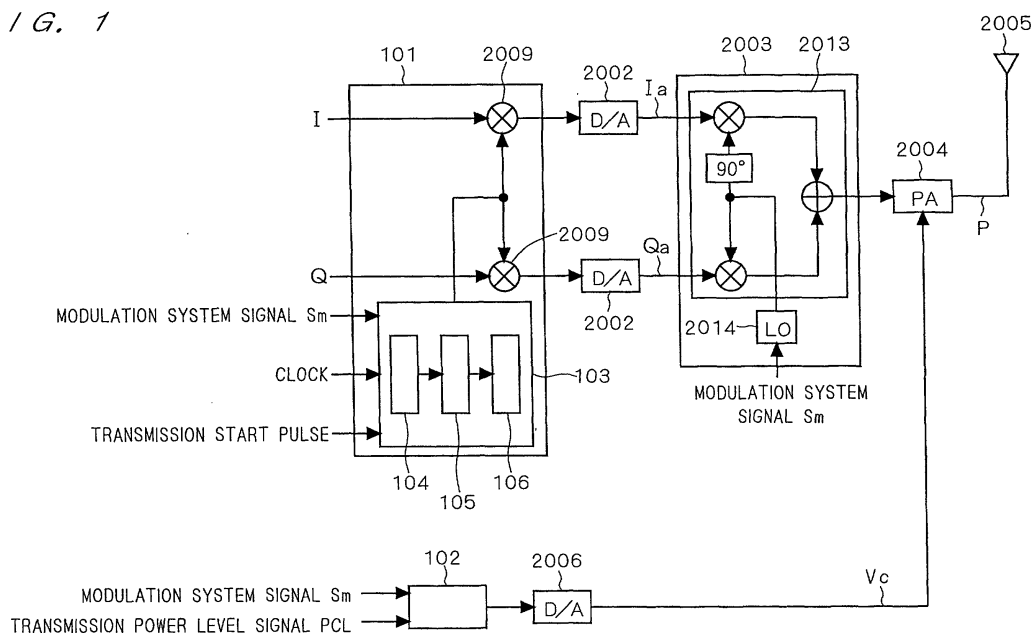 IG. 1
2005
101
2009
2002
Ia
2003
2013
I
D/A
90°
2004
PA
P
2009
Qa
Q
D/A
2002
MODULATION SYSTEM SIGNAL Sm
2014
LO
CLOCK
103
MODULATION SYSTEM
SIGNAL Sm
TRANSMISSION START PULSE
104
105
106
102
2006
Vc
MODULATION SYSTEM SIGNAL Sm
D/A
TRANSMISSION POWER LEVEL SIGNAL PCL